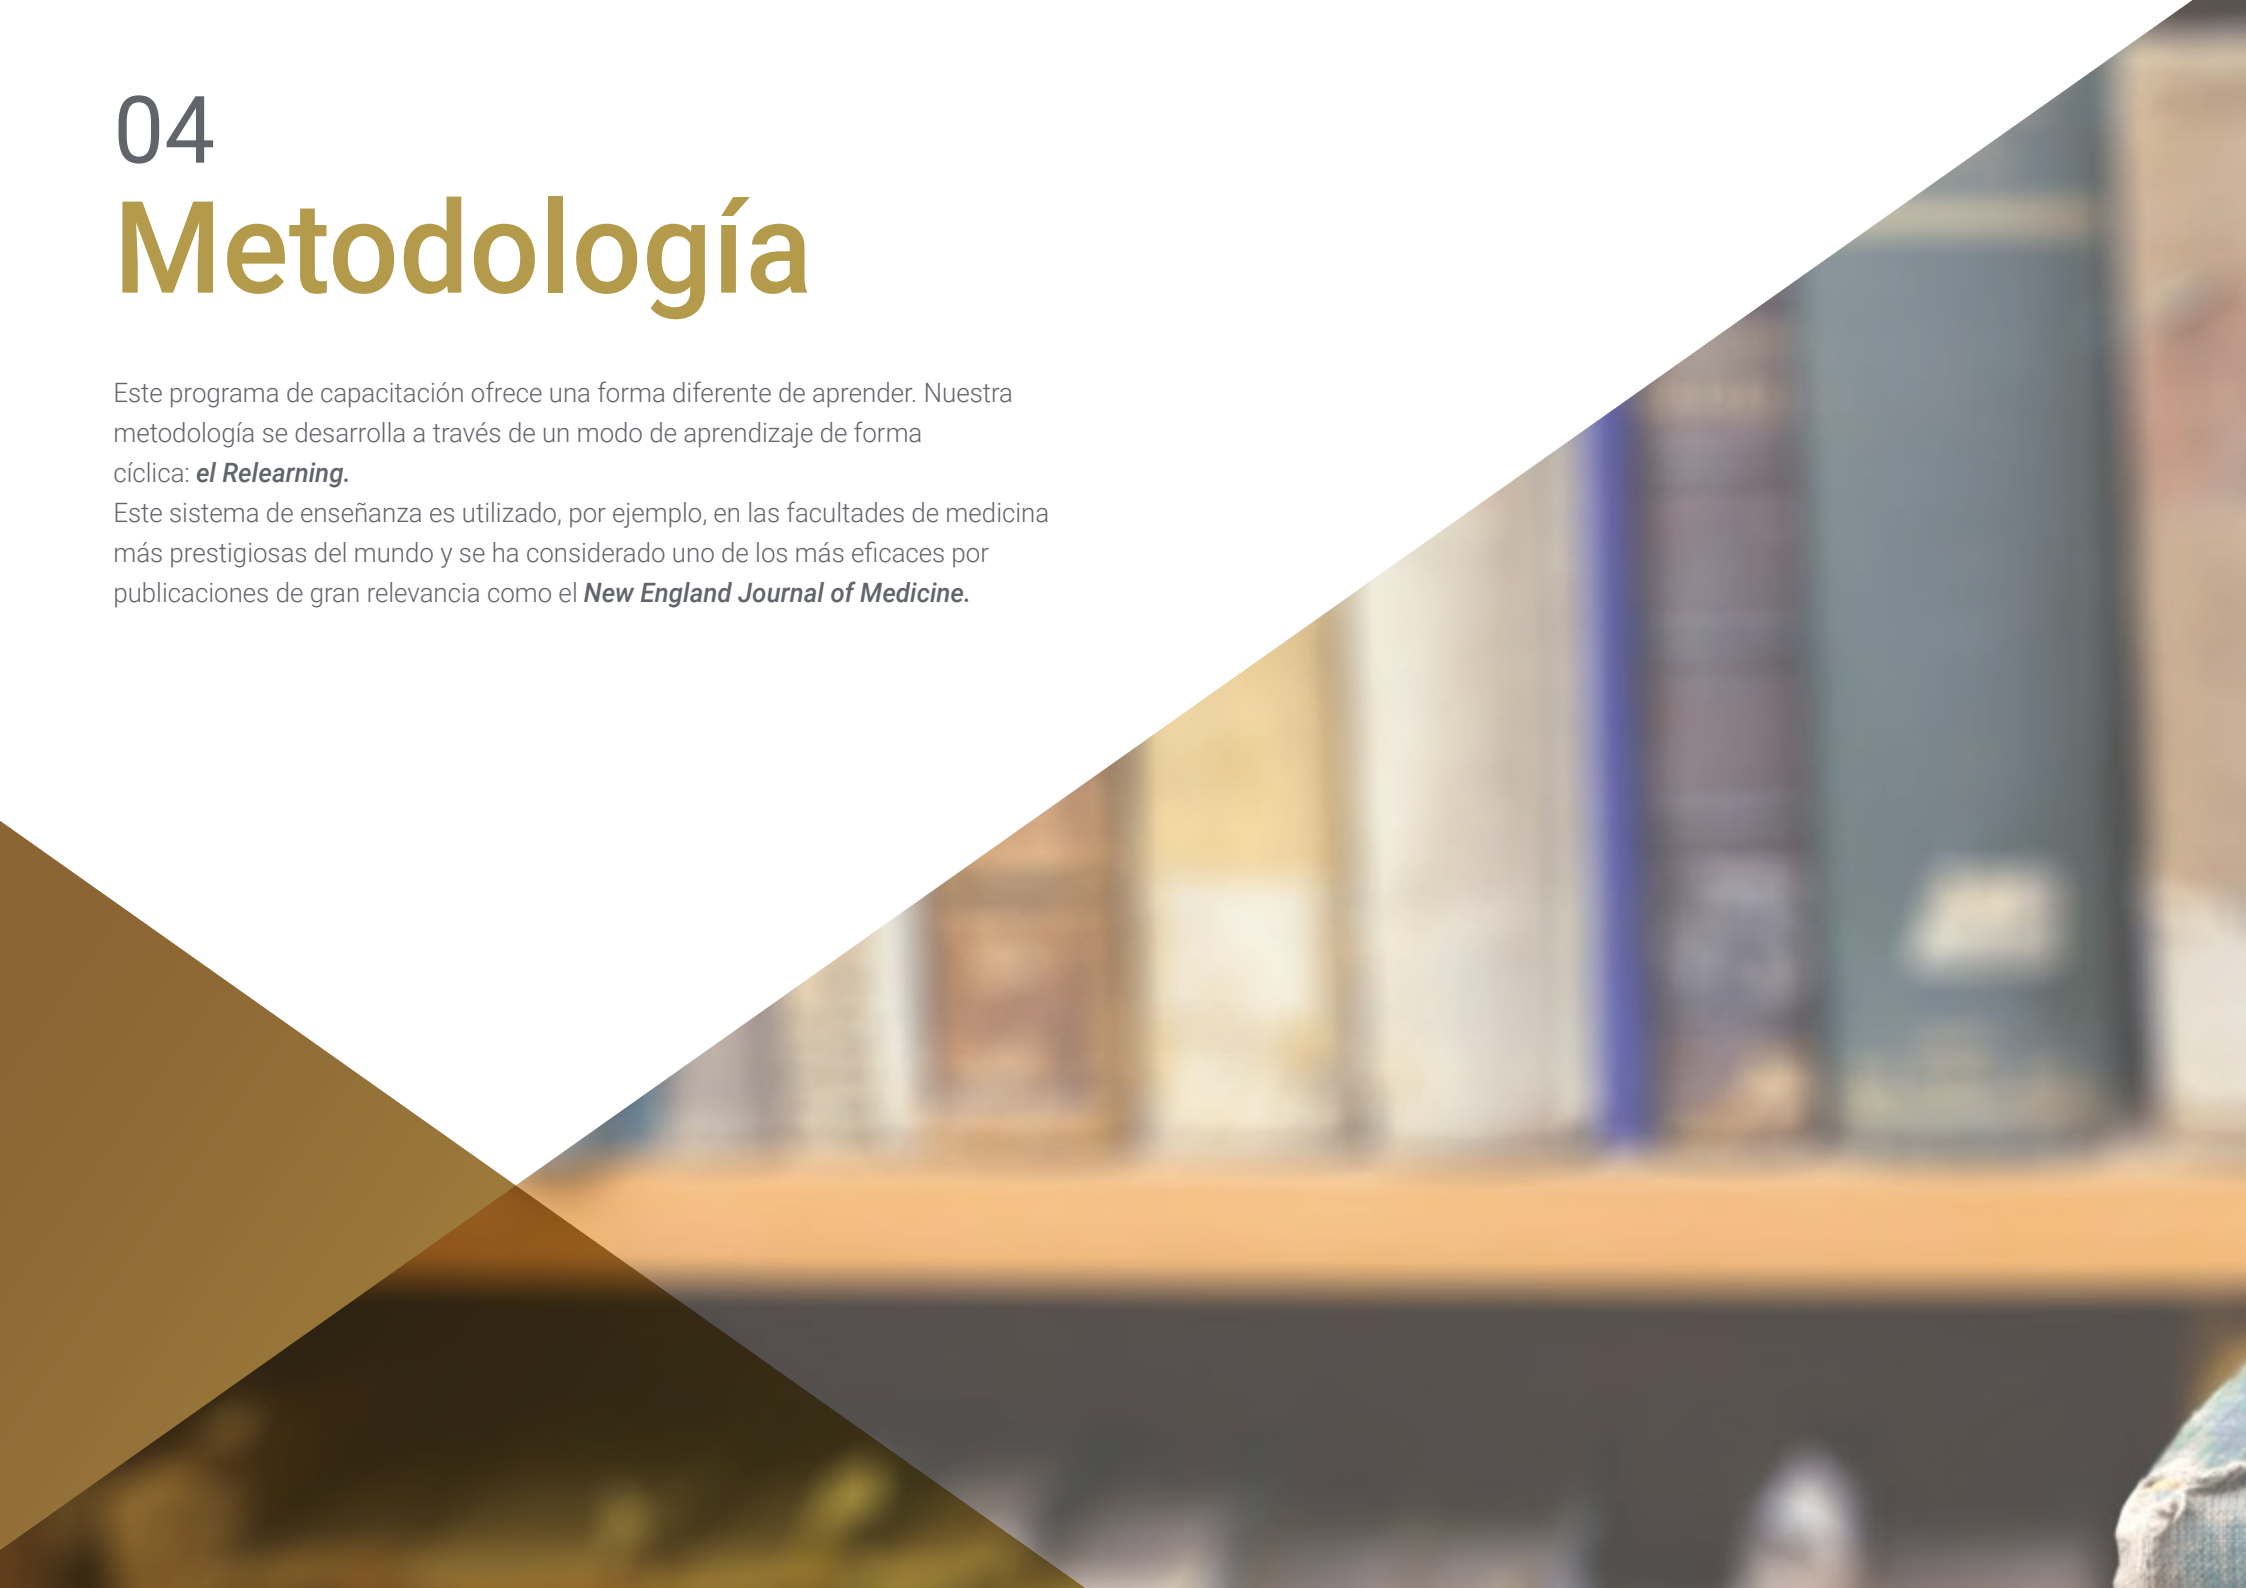 04
Metodología
Este programa de capacitación ofrece una forma diferente de aprender. Nuestra
metodología se desarrolla a través de un modo de aprendizaje de forma
cíclica: el Relearning.
Este sistema de enseñanza es utilizado, por ejemplo, en las facultades de medicina
más prestigiosas del mundo y se ha considerado uno de los más eficaces por
publicaciones de gran relevancia como el New England Journal of Medicine.